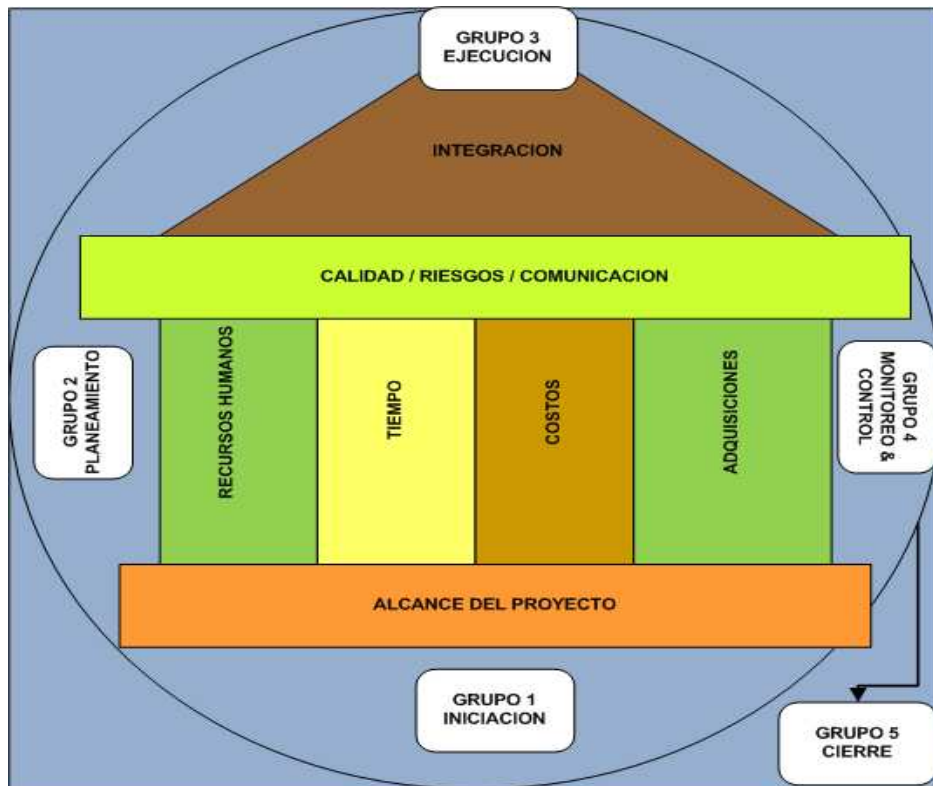 GRUPO 3
EJECUCION
INTEGRACION
CALIDAD / RIESGOS / COMUNICACION
GRUPO 2
PLANEAMIENTO
RECURSOS HUMANOS
TIEMPO
COSTOS
ADQUISICIONES
GRUPO 4
MONITOREO &
CONTROL
ALCANCE DEL PROYECTO
GRUPO 1
INICIACION
GRUPO 5
CIERRE